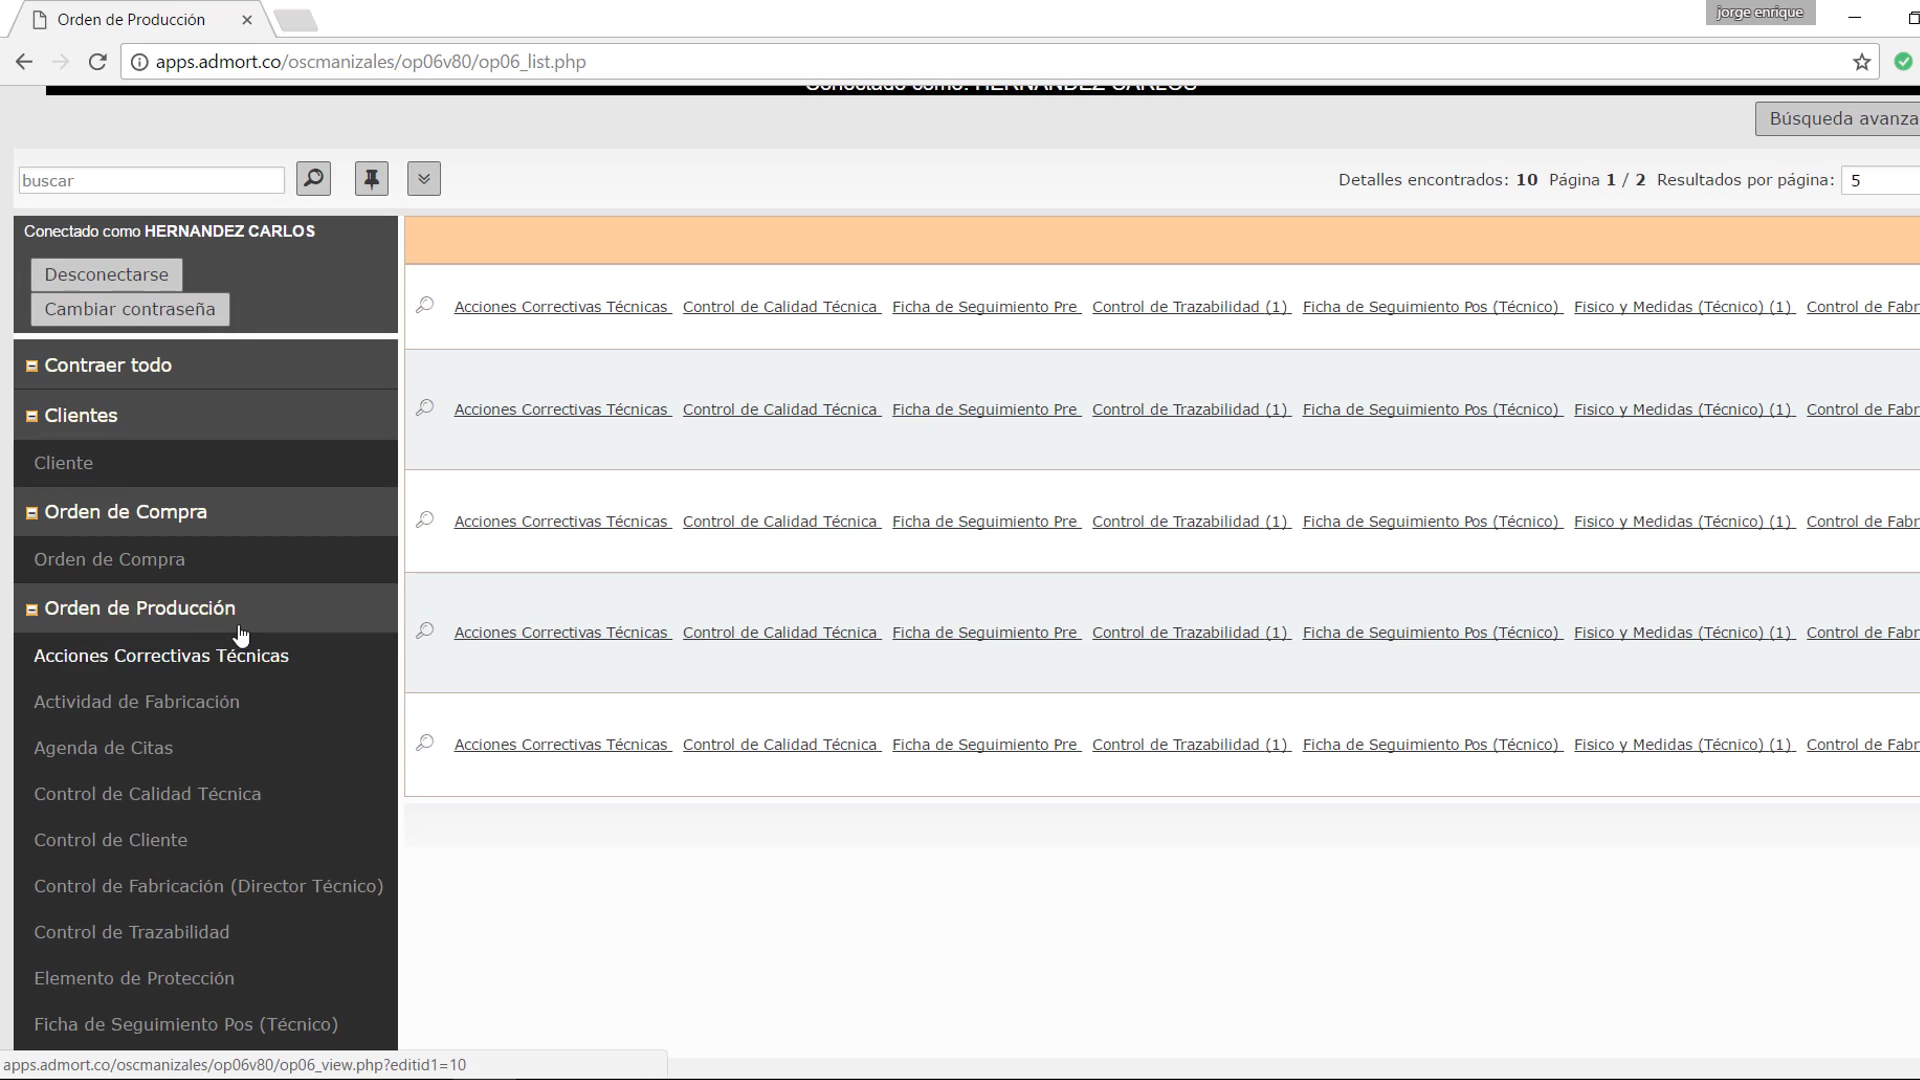 Orden de Producción
jorge enrique
apps.admort.co/oscmanizales/op06v80/op06_list.php
Conectado como: HERNANDEZ CARLOS
Búsqueda avanza
buscar
Detalles encontrados: 10 Página 1 / 2 Resultados por página: 5
Conectado como HERNANDEZ CARLOS
Desconectarse
Cambiar contraseña
Contraer todo
Clientes
Cliente
Orden de Compra
Orden de Compra
Orden de Producción
Acciones Correctivas Técnicas
Actividad de Fabricación
Agenda de Citas
Control de Calidad Técnica
Control de Cliente
Control de Fabricación (Director Técnico)
Control de Trazabilidad
Elemento de Protección
Ficha de Seguimiento Pos (Técnico)
Acciones Correctivas Técnicas Control de Calidad Técnica Ficha de Seguimiento Pre Control de Trazabilidad (1) Ficha de Seguimiento Pos (Técnico) Fisico y Medidas (Técnico) (1) Control de Fabr
Acciones Correctivas Técnicas Control de Calidad Técnica Ficha de Seguimiento Pre Control de Trazabilidad (1) Ficha de Seguimiento Pos (Técnico) Fisico y Medidas (Técnico) (1) Control de Fabr
Acciones Correctivas Técnicas Control de Calidad Técnica Ficha de Seguimiento Pre Control de Trazabilidad (1) Ficha de Seguimiento Pos (Técnico) Fisico y Medidas (Técnico) (1) Control de Fabr
Acciones Correctivas Técnicas Control de Calidad Técnica Ficha de Seguimiento Pre Control de Trazabilidad (1) Ficha de Seguimiento Pos (Técnico) Fisico y Medidas (Técnico) (1) Control de Fabr
Acciones Correctivas Técnicas Control de Calidad Técnica Ficha de Seguimiento Pre Control de Trazabilidad (1) Ficha de Seguimiento Pos (Técnico) Fisico y Medidas (Técnico) (1) Control de Fabr
apps.admort.co/oscmanizales/op06v80/op06_view.php?editid1=10